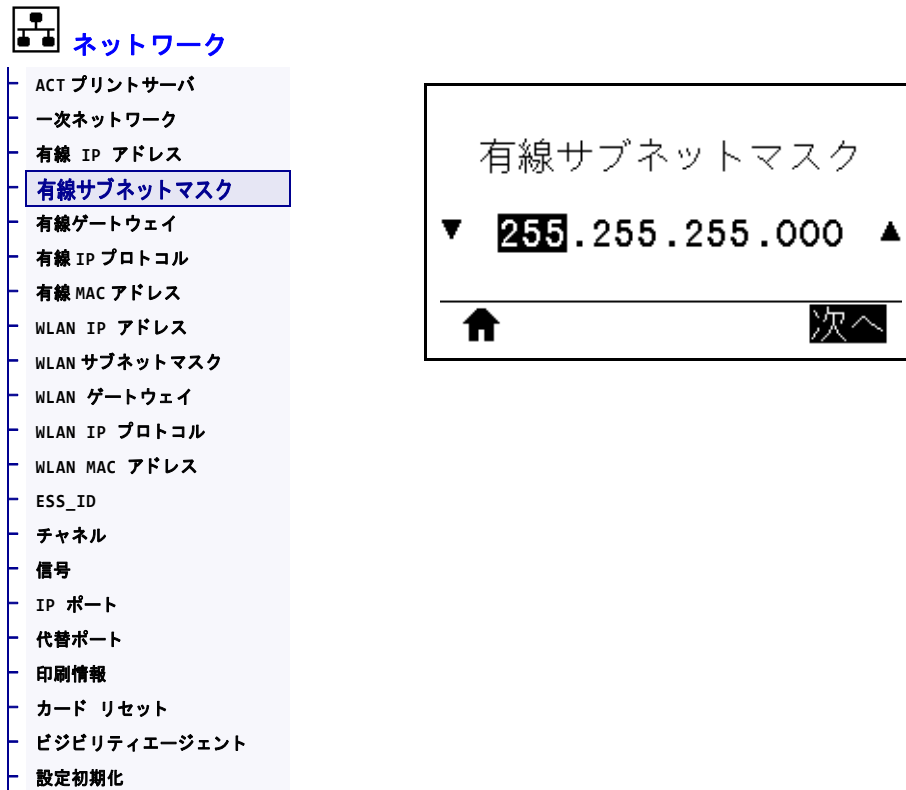 ネットワーク
ACT プリントサーバ
一次ネットワーク
有線 IP アドレス
有線サブネットマスク
有線ゲートウェイ
有線 IP プロトコル
有線 MAC アドレス
WLAN IP アドレス
WLAN サブネットマスク
WLAN ゲートウェイ
WLAN IP プロトコル
WLAN MAC アドレス
ESS_ID
チャネル
信号
IP ポート
代替ポート
印刷情報
カード リセット
ビジビリティエージェント
設定初期化
有線サブネットマスク
▼ 255.255.255.000 ▲
次へ